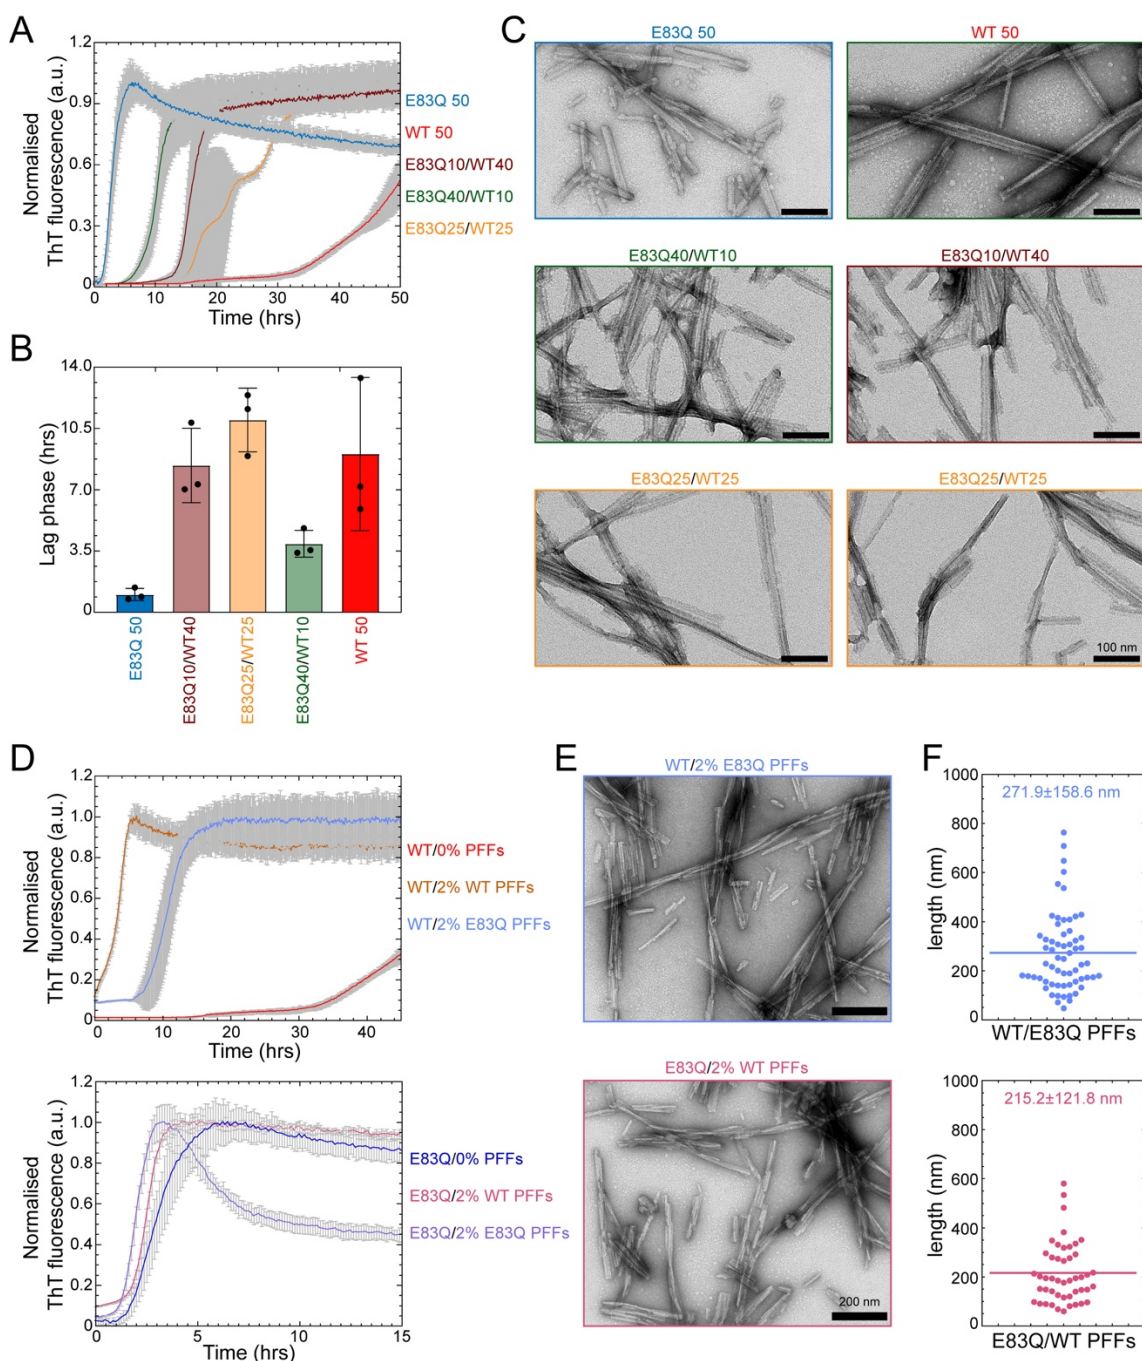 A
Normalised
ThT fluorescence (a.u.)
1.2
0.9
0.6
0.3
0
0
10
20
30
40
50
Time (hrs)
E83Q 50
WT 50
E83Q10/WT40
E83Q40/WT10
E83Q25/WT25
B
Lag phase (hrs)
14.0
10.5
7.0
3.5
0
E83Q 50
E83Q10/WT40
E83Q25/WT25
E83Q40/WT10
WT 50
C
E83Q 50
WT 50
E83Q40/WT10
E83Q10/WT40
E83Q25/WT25
E83Q25/WT25
100 nm
D
Normalised
ThT fluorescence (a.u.)
1.2
1.0
0.8
0.6
0.4
0.2
0
0
10
20
30
40
Time (hrs)
WT/0% PFFs
WT/2% WT PFFs
WT/2% E83Q PFFs
Normalised
ThT fluorescence (a.u.)
1.2
1.0
0.8
0.6
0.4
0.2
0
0
5
10
15
Time (hrs)
E83Q/0% PFFs
E83Q/2% WT PFFs
E83Q/2% E83Q PFFs
E
WT/2% E83Q PFFs
E83Q/2% WT PFFs
200 nm
F
length (nm)
1000
800
600
400
200
0
271.9±158.6 nm
WT/E83Q PFFs
length (nm)
1000
800
600
400
200
0
215.2±121.8 nm
E83Q/WT PFFs